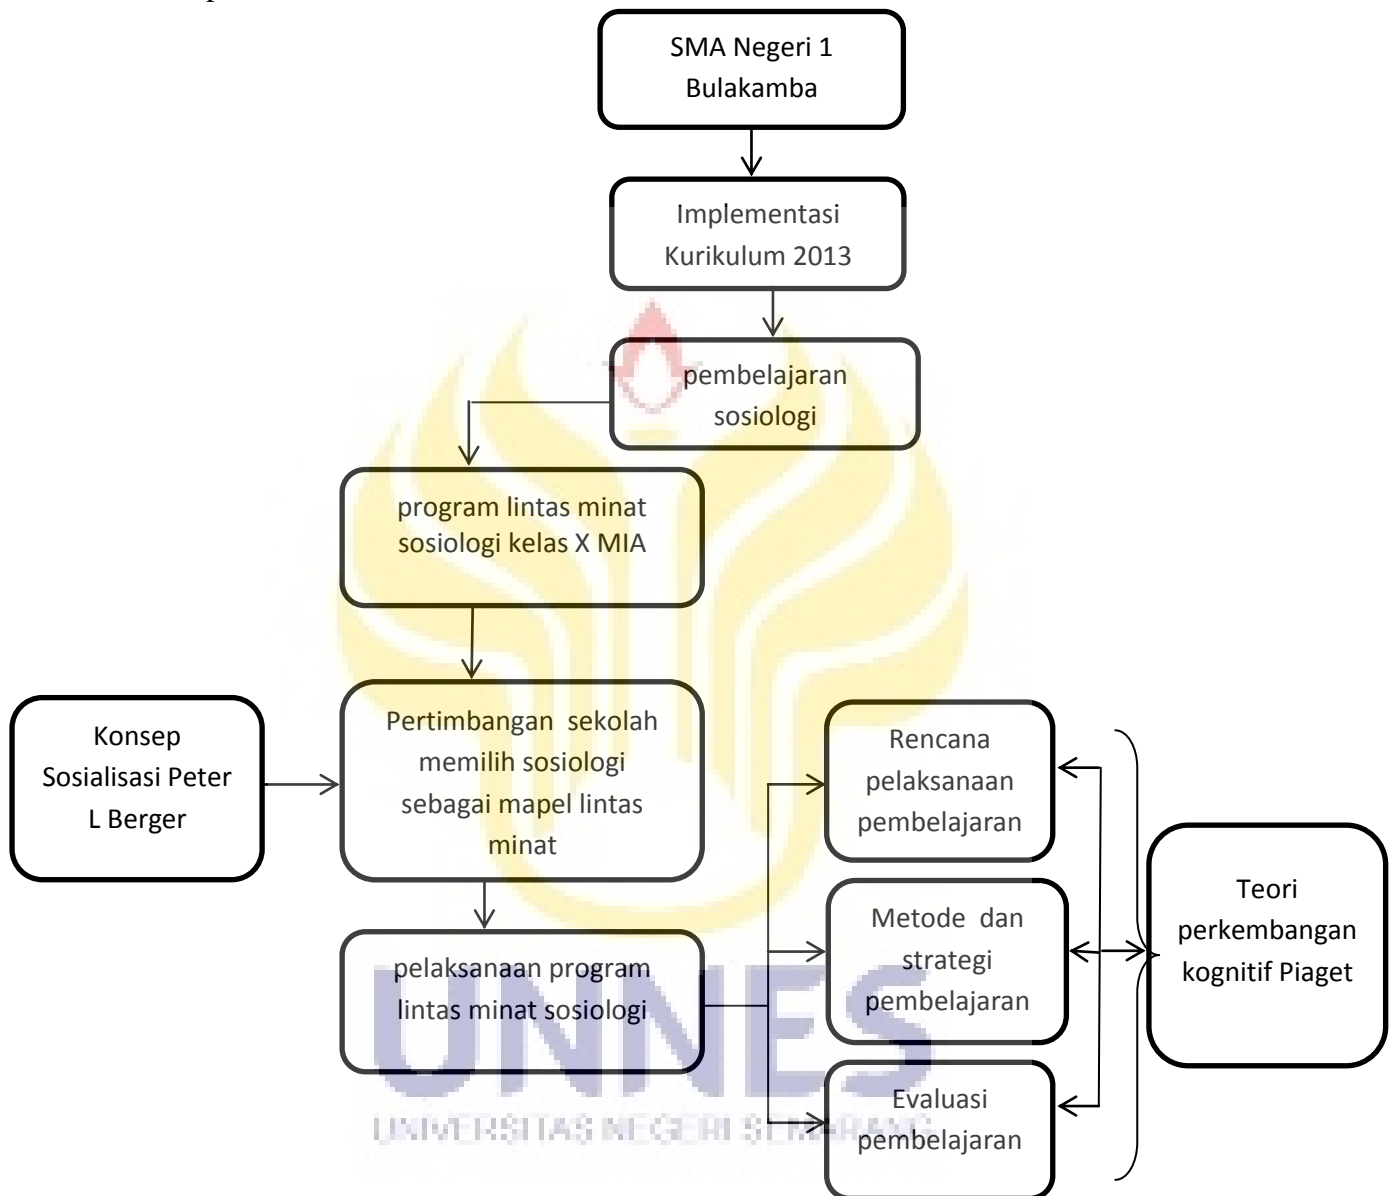 SMA Negeri 1
Bulakamba
Implementasi
Kurikulum 2013
pembelajaran
sosiologi
program lintas minat
sosiologi kelas X MIA
Konsep
Sosialisasi Peter
L Berger
Pertimbangan sekolah
memilih sosiologi
sebagai mapel lintas
minat
pelaksanaan program
lintas minat sosiologi
Rencana
pelaksanaan
pembelajaran
Metode dan
strategi
pembelajaran
Evaluasi
pembelajaran
Teori
perkembangan
kognitif Piaget
UNNES
UNIVERSITAS NEGERI SEMARANG